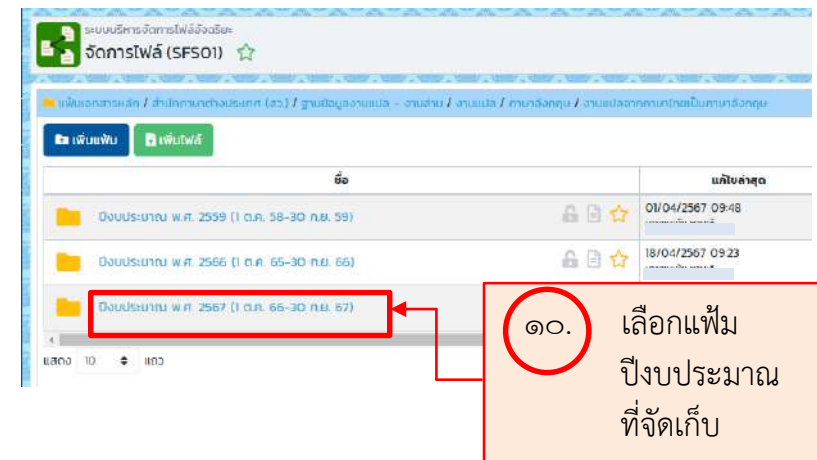 ระบบบริหารจัดการไฟล์อัจฉริยะ
จัดการไฟล์ (SFS01)
แฟ้มเอกสารหลัก / สำนักภาษาต่างประเทศ (สว) / ฐานข้อมูลงานแปล - งานล่าม / งานแปล / ภาษาอังกฤษ / งานแปลจากภาษาไทยเป็นภาษาอังกฤษ
เพิ่มแฟ้ม เพิ่มไฟล์
ชื่อ แก้ไขล่าสุด
ปีงบประมาณ พ.ศ. 2559 (1 ต.ค. 58-30 ก.ย. 59) 01/04/2567 09:48
ปีงบประมาณ พ.ศ. 2566 (1 ต.ค. 65-30 ก.ย. 66) 18/04/2567 09:23
ปีงบประมาณ พ.ศ. 2567 (1 ต.ค. 66-30 ก.ย. 67)
แสดง 10 แถว
๑๐. เลือกแฟ้ม
ปีงบประมาณ
ที่จัดเก็บ